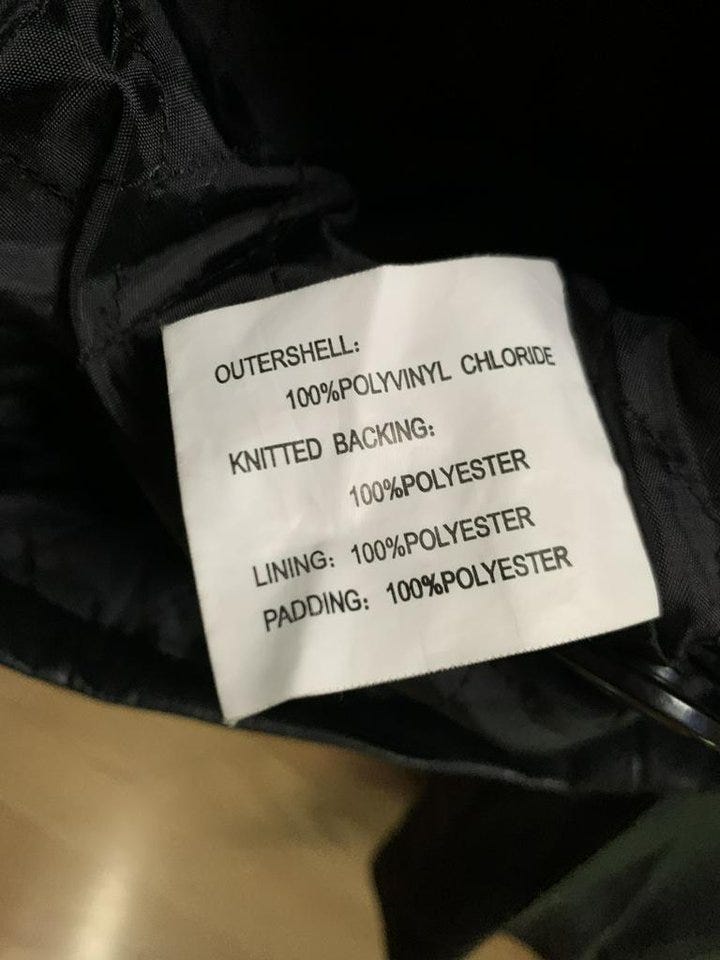 OUTERSHELL:
100%POLYVINYL CHLORIDE
KNITTED BACKING:
100%POLYESTER
LINING: 100%POLYESTER
PADDING: 100%POLYESTER